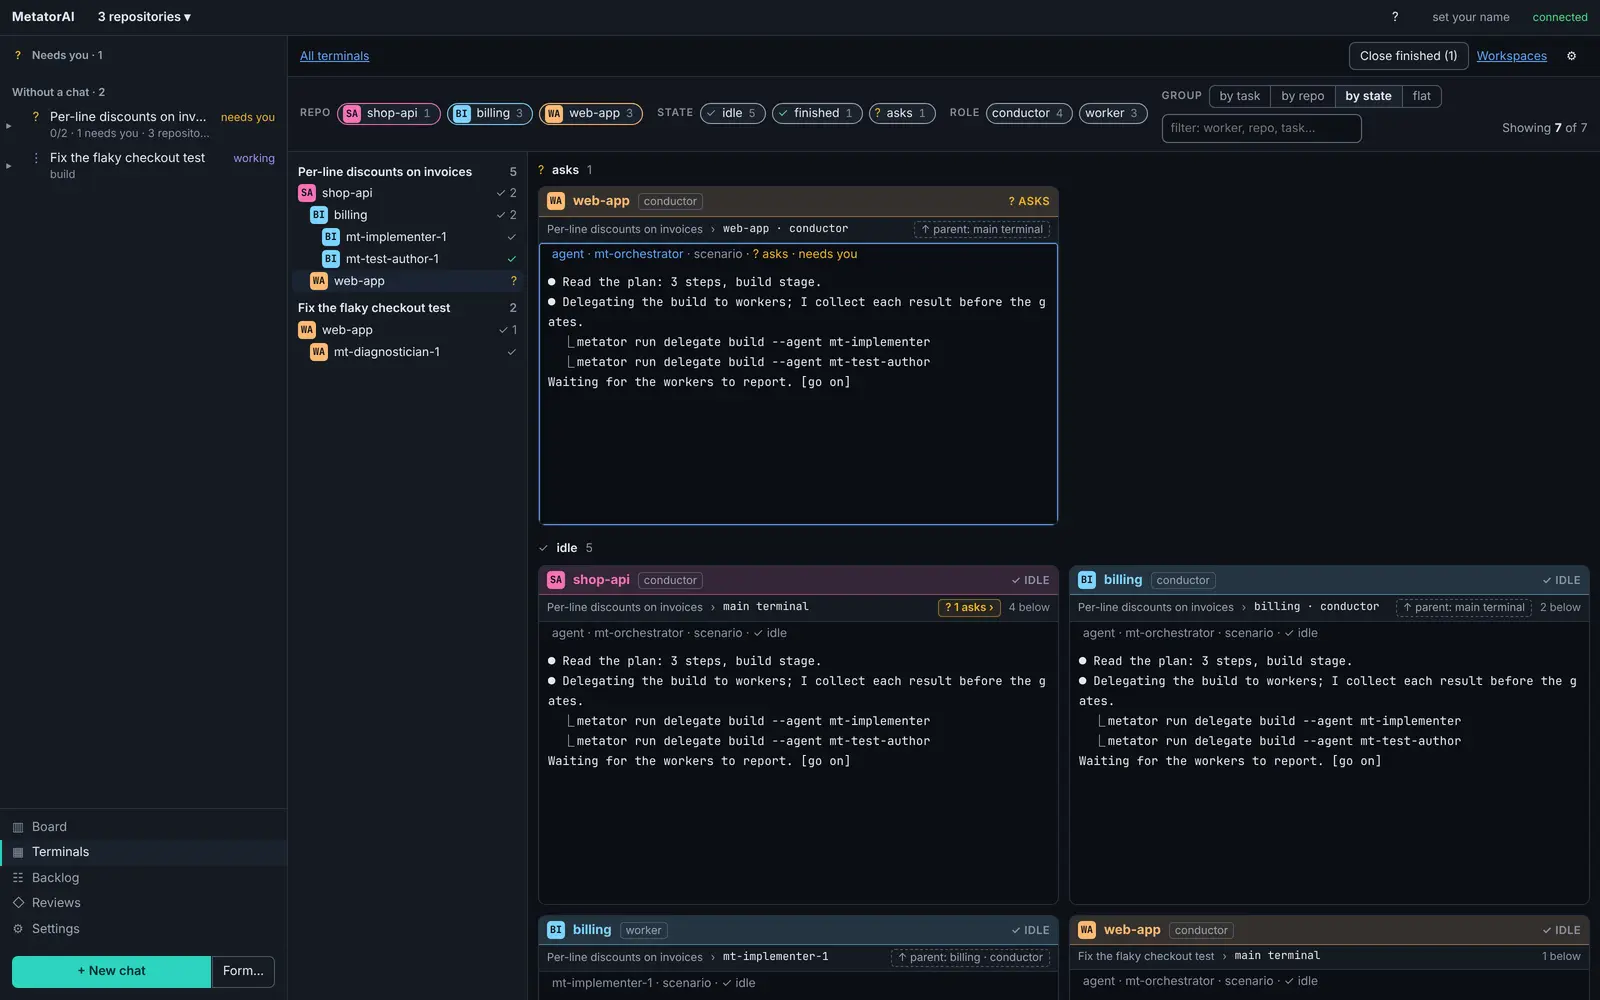 MetatorAI
3 repositories ▾
?
set your name
connected
? Needs you · 1
Without a chat · 2
▸ ? Per-line discounts on inv... needs you
0/2 · 1 needs you · 3 reposito...
▸ ⋮ Fix the flaky checkout test working
build
Board
Terminals
Backlog
Reviews
Settings
+ New chat
Form...
All terminals
Close finished (1)
Workspaces
REPO SA shop-api 1 BI billing 3 WA web-app 3
STATE ✓ idle 5 ✓ finished 1 ? asks 1
ROLE conductor 4 worker 3
GROUP by task by repo by state flat
filter: worker, repo, task...
Showing 7 of 7
Per-line discounts on invoices 5
SA shop-api ✓ 2
BI billing ✓ 2
BI mt-implementer-1 ✓
BI mt-test-author-1 ✓
WA web-app ?
Fix the flaky checkout test 2
WA web-app ✓ 1
WA mt-diagnostician-1 ✓
? asks 1
WA web-app conductor ? ASKS
Per-line discounts on invoices › web-app · conductor ↑ parent: main terminal
agent · mt-orchestrator · scenario · ? asks · needs you
● Read the plan: 3 steps, build stage.
● Delegating the build to workers; I collect each result before the g
ates.
⎿ metator run delegate build --agent mt-implementer
⎿ metator run delegate build --agent mt-test-author
Waiting for the workers to report. [go on]
✓ idle 5
SA shop-api conductor ✓ IDLE
Per-line discounts on invoices › main terminal ? 1 asks › 4 below
agent · mt-orchestrator · scenario · ✓ idle
● Read the plan: 3 steps, build stage.
● Delegating the build to workers; I collect each result before the g
ates.
⎿ metator run delegate build --agent mt-implementer
⎿ metator run delegate build --agent mt-test-author
Waiting for the workers to report. [go on]
BI billing conductor ✓ IDLE
Per-line discounts on invoices › billing · conductor ↑ parent: main terminal 2 below
agent · mt-orchestrator · scenario · ✓ idle
● Read the plan: 3 steps, build stage.
● Delegating the build to workers; I collect each result before the g
ates.
⎿ metator run delegate build --agent mt-implementer
⎿ metator run delegate build --agent mt-test-author
Waiting for the workers to report. [go on]
BI billing worker ✓ IDLE
Per-line discounts on invoices › mt-implementer-1 ↑ parent: billing · conductor
mt-implementer-1 · scenario · ✓ idle
WA web-app conductor ✓ IDLE
Fix the flaky checkout test › main terminal 1 below
agent · mt-orchestrator · scenario · ✓ idle